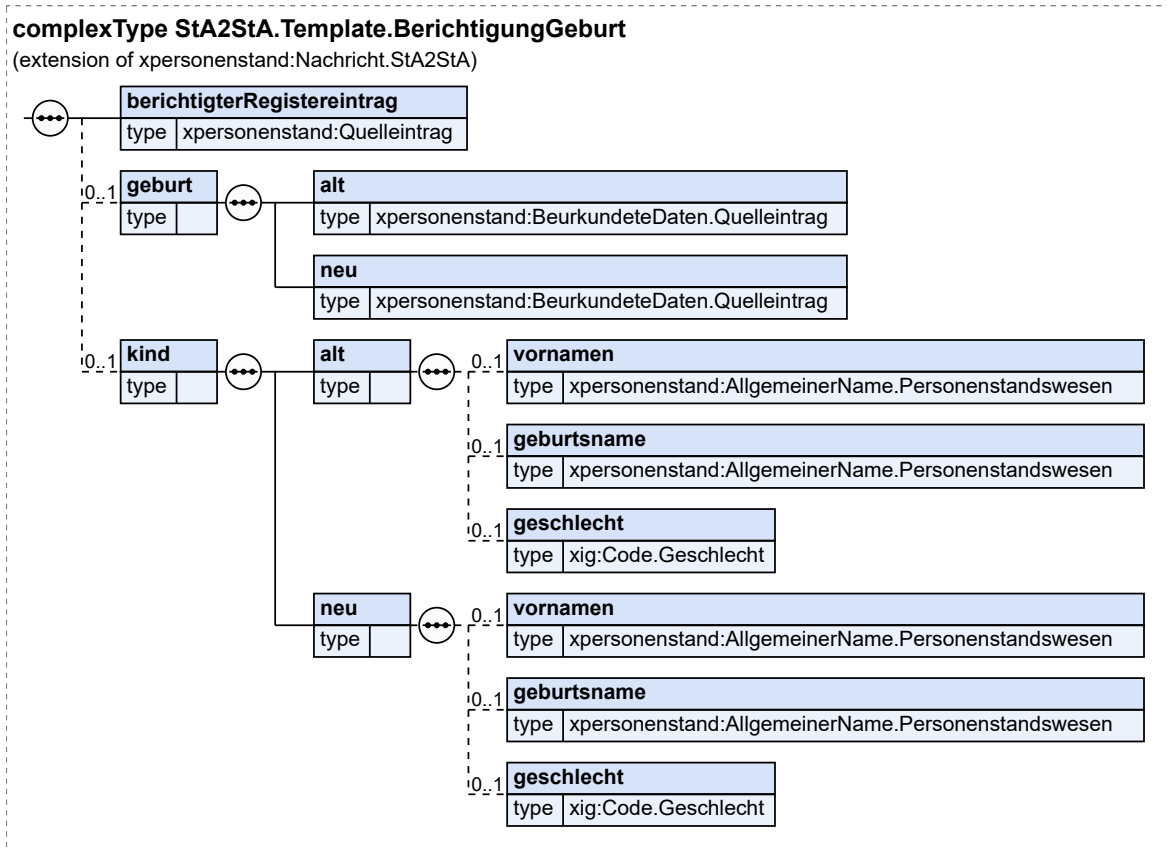 complexType StA2StA.Template.BerichtigungGeburt
(extension of xpersonenstand:Nachricht.StA2StA)
berichtigterRegistereintrag
type xpersonenstand:Quelleintrag
0..1 geburt
type
alt
type xpersonenstand:BeurkundeteDaten.Quelleintrag
neu
type xpersonenstand:BeurkundeteDaten.Quelleintrag
0..1 kind
type
alt
type
0..1 vornamen
type xpersonenstand:AllgemeinerName.Personenstandswesen
0..1 geburtsname
type xpersonenstand:AllgemeinerName.Personenstandswesen
0..1 geschlecht
type xig:Code.Geschlecht
neu
type
0..1 vornamen
type xpersonenstand:AllgemeinerName.Personenstandswesen
0..1 geburtsname
type xpersonenstand:AllgemeinerName.Personenstandswesen
0..1 geschlecht
type xig:Code.Geschlecht